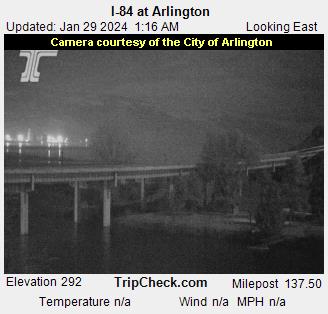 I-84 at Arlington
Updated: Jan 29 2024 1:16 AM Looking East
Camera courtesy of the City of Arlington
Elevation 292 TripCheck.com Milepost 137.50
Temperature n/a Wind n/a MPH n/a